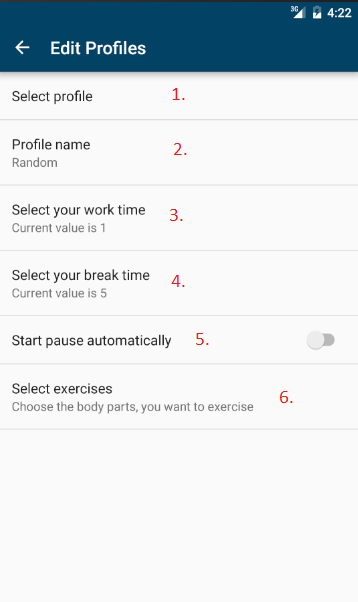 3G 4:22
Edit Profiles
Select profile 1.
Profile name
Random 2.
Select your work time
Current value is 1 3.
Select your break time
Current value is 5 4.
Start pause automatically 5.
Select exercises
Choose the body parts, you want to exercise 6.